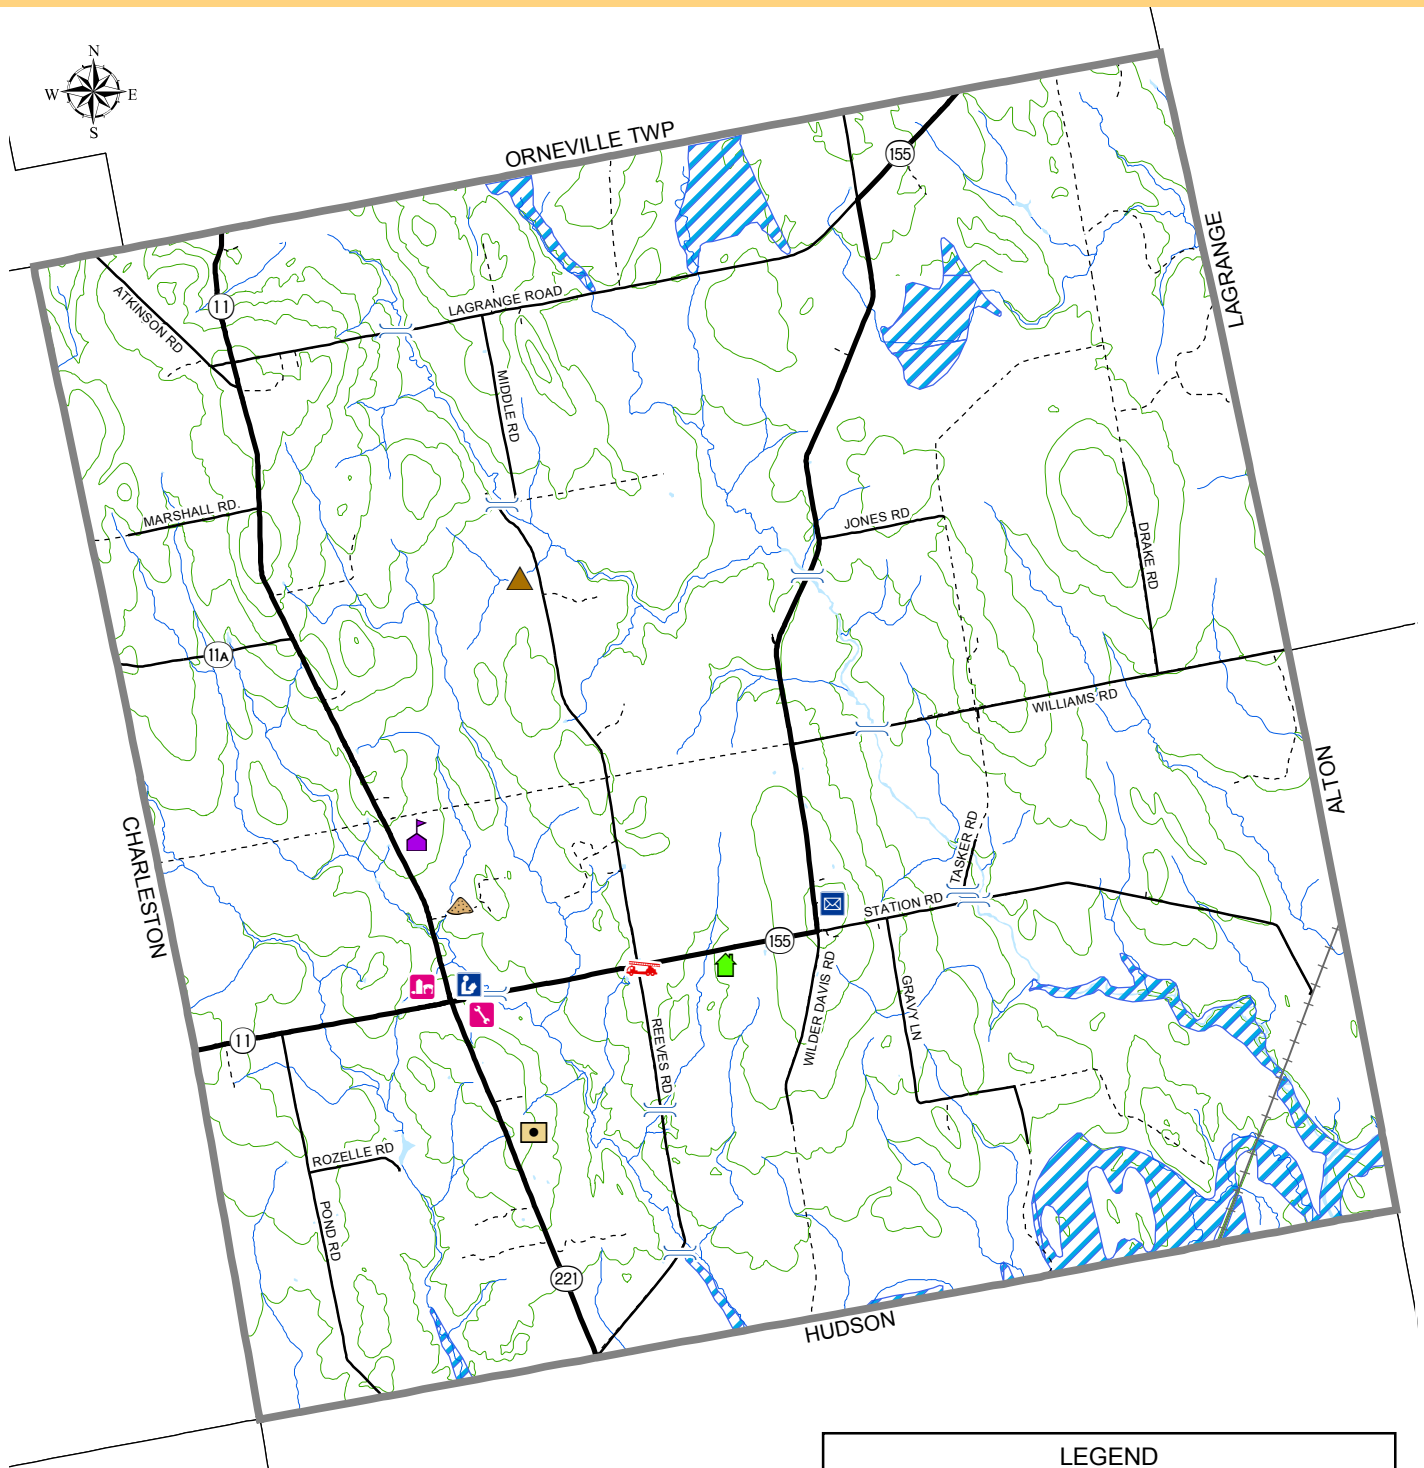 N
W E
S
ORNEVILLE TWP
155
LAGRANGE
ATKINSON RD
11
LAGRANGE ROAD
MIDDLE RD
MARSHALL RD.
JONES RD
DRAKE RD
11A
WILLIAMS RD
ALTON
CHARLESTON
TASKER RD
STATION RD
155
WILDER DAVIS RD
GRAVY LN
11
REEVES RD
ROZELLE RD
POND RD
221
HUDSON
LEGEND